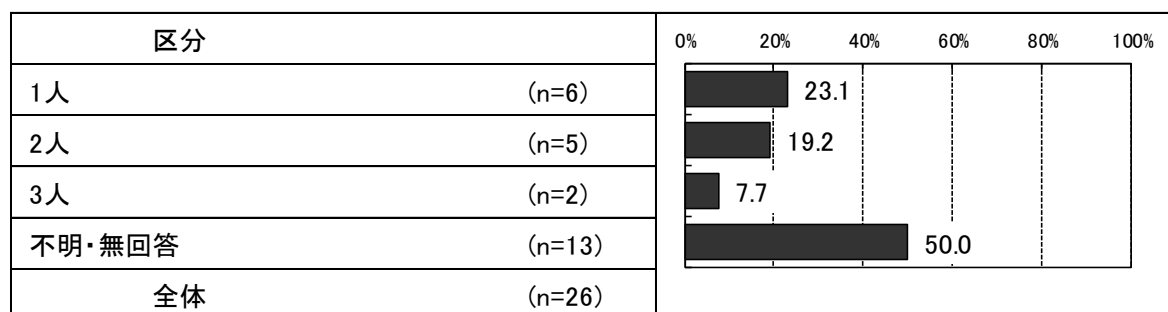 区分 0% 20% 40% 60% 80% 100%
1人 (n=6) 23.1
2人 (n=5) 19.2
3人 (n=2) 7.7
不明・無回答 (n=13) 50.0
全体 (n=26)